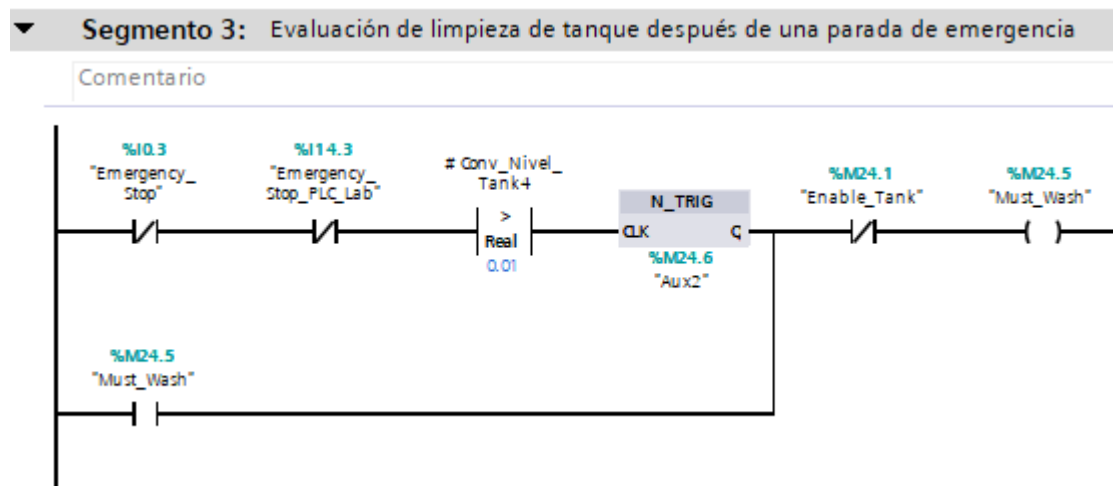 Segmento 3: Evaluación de limpieza de tanque después de una parada de emergencia
Comentario
%I0.3
"Emergency_
Stop"
%I14.3
"Emergency_
Stop_PLC_Lab"
#Conv_Nivel_
Tank4
>
Real
0.01
N_TRIG
CLK Q
%M24.6
"Aux2"
%M24.1
"Enable_Tank"
%M24.5
"Must_Wash"
%M24.5
"Must_Wash"